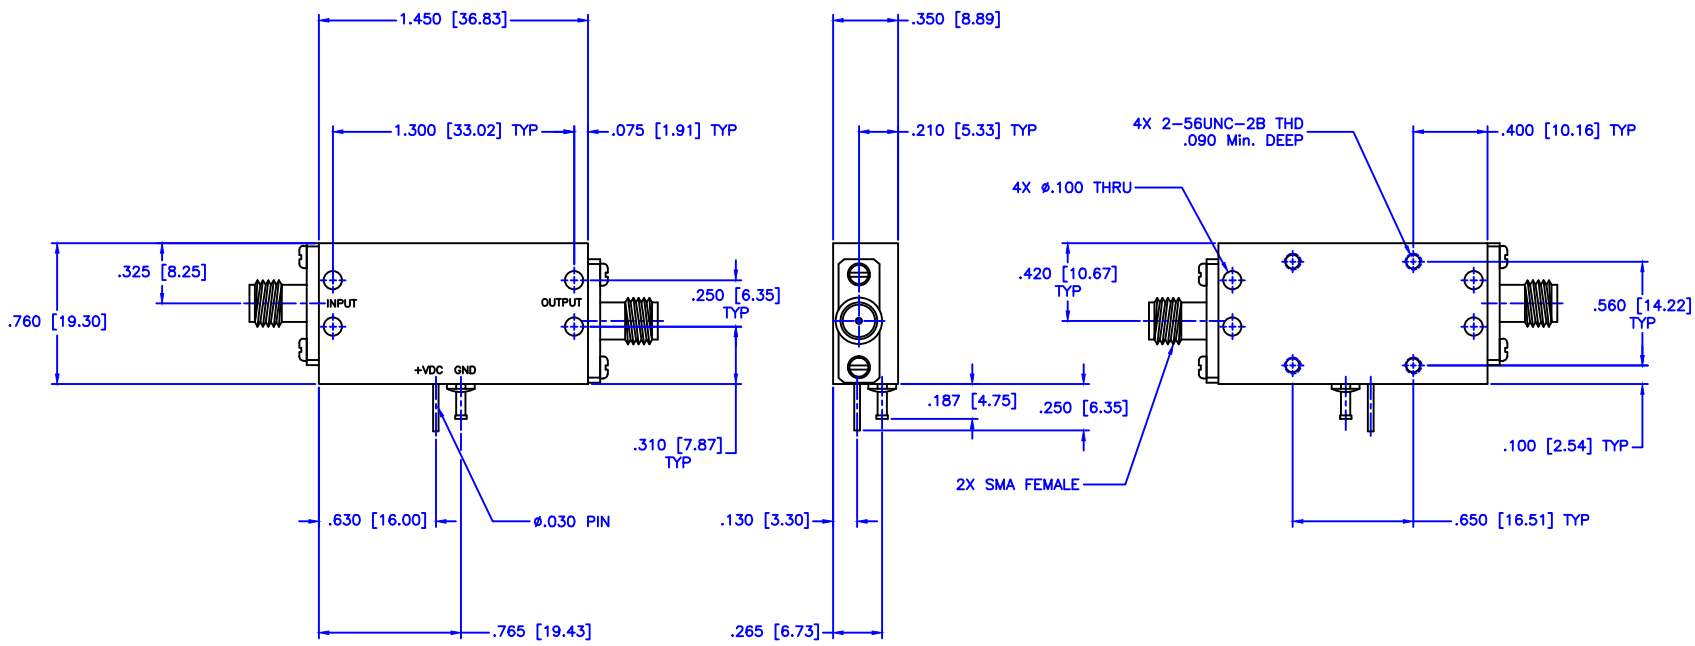 1.450 [36.83]
.350 [8.89]
1.300 [33.02] TYP
.075 [1.91] TYP
.210 [5.33] TYP
4X 2-56UNC-2B THD
.090 Min. DEEP
.400 [10.16] TYP
4X ø.100 THRU
.325 [8.25]
.760 [19.30]
INPUT
OUTPUT
.250 [6.35]
TYP
.420 [10.67]
TYP
.560 [14.22]
TYP
+VDC GND
.310 [7.87]
TYP
.187 [4.75]
.250 [6.35]
.100 [2.54] TYP
2X SMA FEMALE
.630 [16.00]
ø.030 PIN
.130 [3.30]
.650 [16.51] TYP
.765 [19.43]
.265 [6.73]